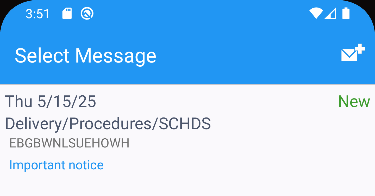 3:51
Select Message
Thu 5/15/25 New
Delivery/Procedures/SCHDS
EBGBWNLSUEHOWH
Important notice